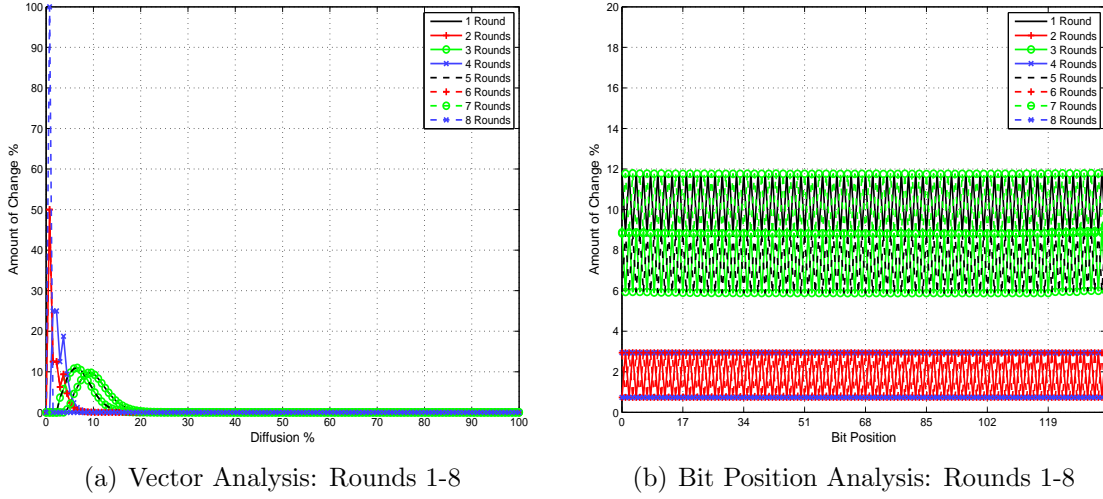 100
90
80
70
60
50
40
30
20
10
0
Amount of Change %
0 10 20 30 40 50 60 70 80 90 100
Diffusion %
1 Round
2 Rounds
3 Rounds
4 Rounds
5 Rounds
6 Rounds
7 Rounds
8 Rounds
(a) Vector Analysis: Rounds 1-8
20
18
16
14
12
10
8
6
4
2
0
Amount of Change %
0 17 34 51 68 85 102 119
Bit Position
1 Round
2 Rounds
3 Rounds
4 Rounds
5 Rounds
6 Rounds
7 Rounds
8 Rounds
(b) Bit Position Analysis: Rounds 1-8